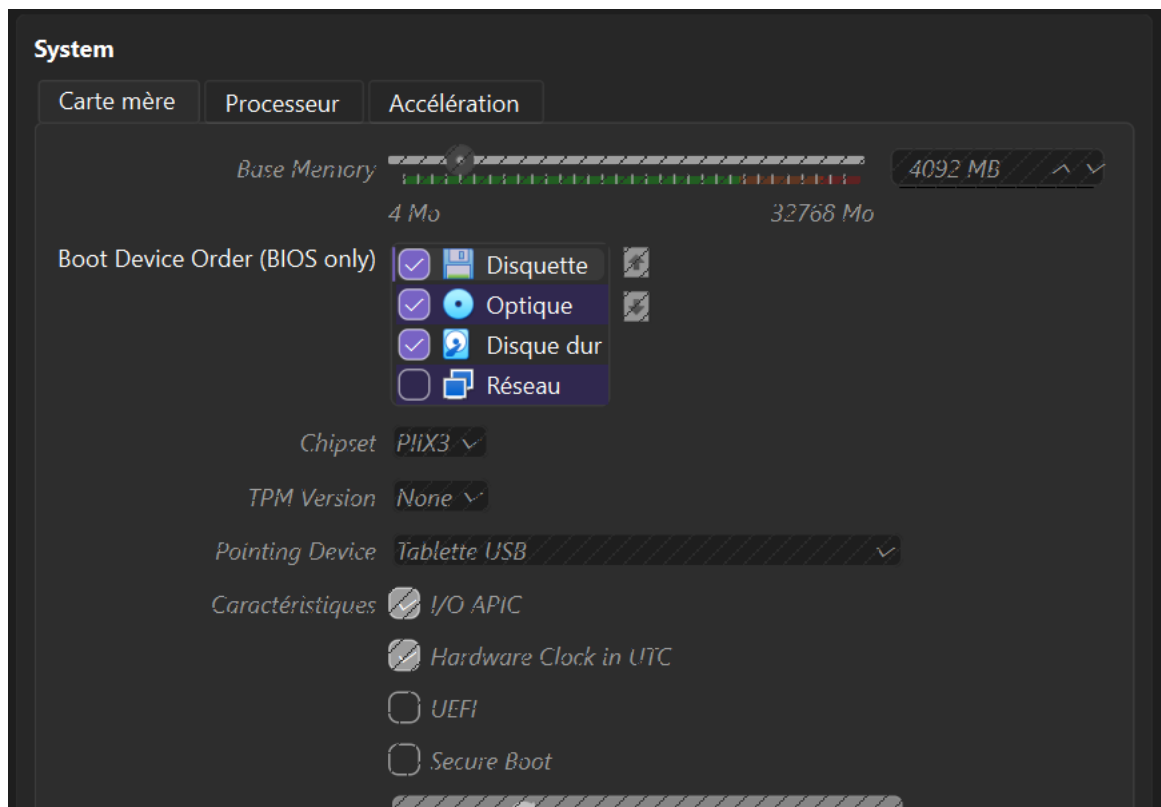 System
Carte mère Processeur Accélération
Base Memory 4092 MB
4 Mo 32768 Mo
Boot Device Order (BIOS only) Disquette
Optique
Disque dur
Réseau
Chipset PIIX3
TPM Version None
Pointing Device Tablette USB
Caractéristiques I/O APIC
Hardware Clock in UTC
UEFI
Secure Boot